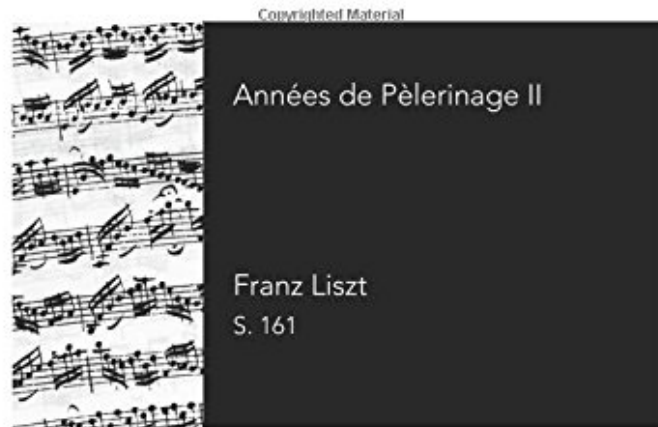 Copyrighted Material
Années de Pèlerinage II
Franz Liszt
S. 161